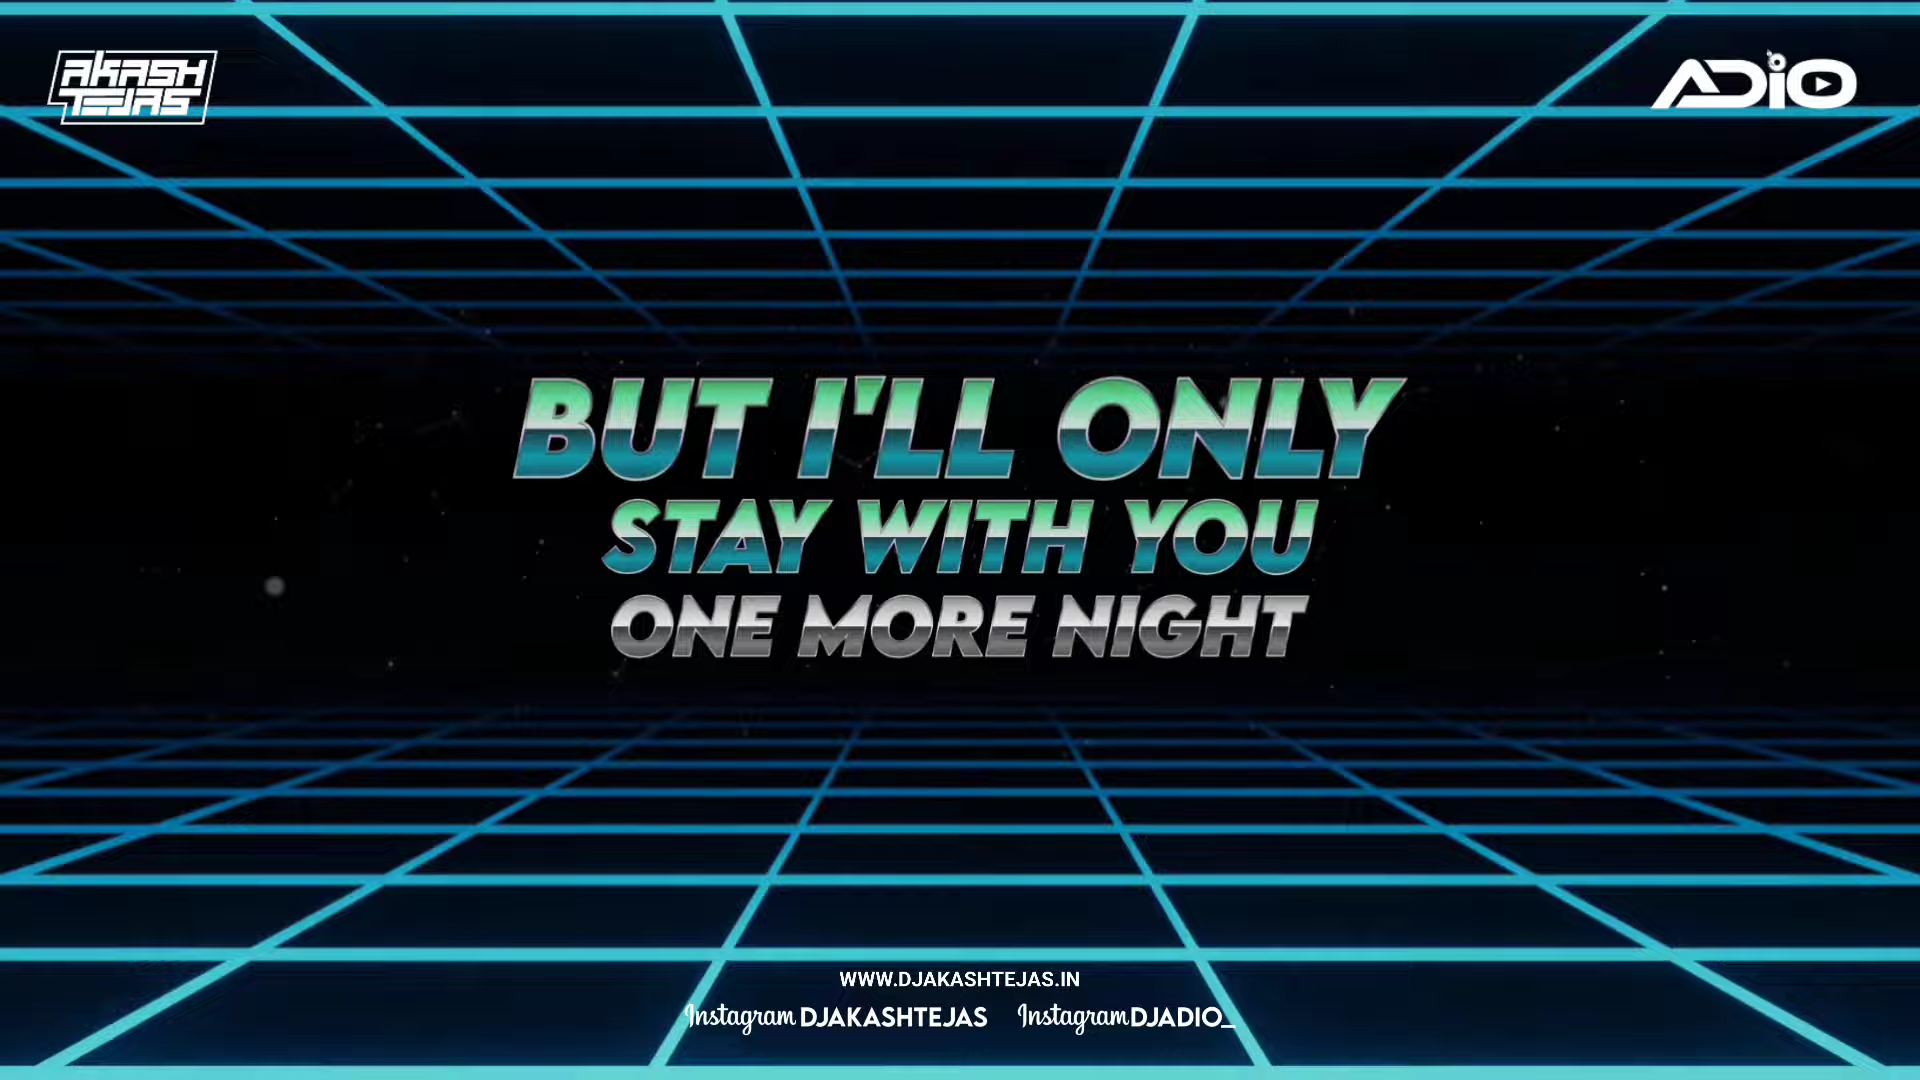 AKASH
TEJAS
ADiO
BUT I'LL ONLY
STAY WITH YOU
ONE MORE NIGHT
WWW.DJAKASHTEJAS.IN
Instagram DJAKASHTEJAS Instagram DJADIO_